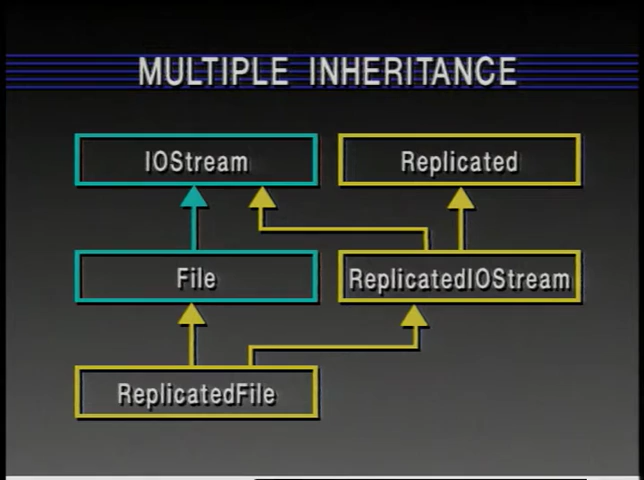 MULTIPLE INHERITANCE
IOStream
Replicated
File
ReplicatedIOStream
ReplicatedFile